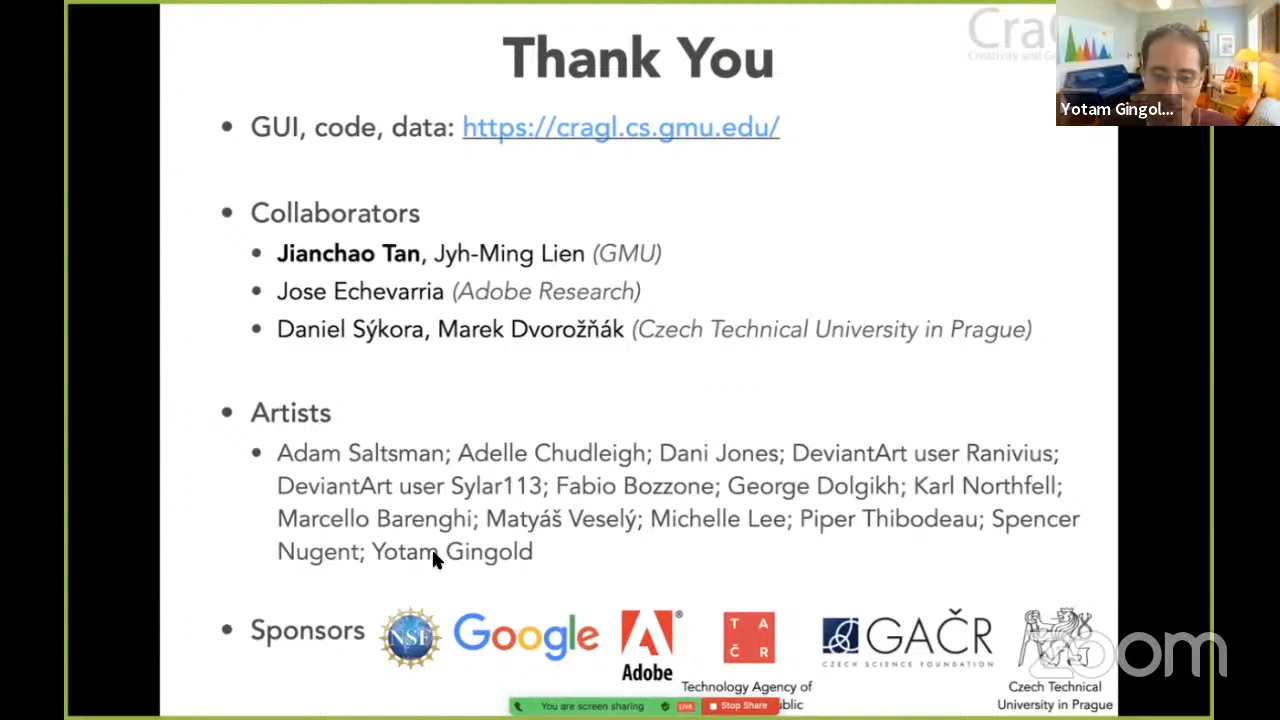 Thank You
Yotam Gingol...
• GUI, code, data: https://cragl.cs.gmu.edu/
• Collaborators
• Jianchao Tan, Jyh-Ming Lien (GMU)
• Jose Echevarria (Adobe Research)
• Daniel Sýkora, Marek Dvorožňák (Czech Technical University in Prague)
• Artists
• Adam Saltsman; Adelle Chudleigh; Dani Jones; DeviantArt user Ranivius;
DeviantArt user Sylar113; Fabio Bozzone; George Dolgikh; Karl Northfell;
Marcello Barenghi; Matyáš Veselý; Michelle Lee; Piper Thibodeau; Spencer
Nugent; Yotam Gingold
• Sponsors
NSF
Google
Adobe
T A
Č R
GAČR
CZECH SCIENCE FOUNDATION
Technology Agency of
Czech Technical
University in Prague
zoom
You are screen sharing
LIVE
Stop Share